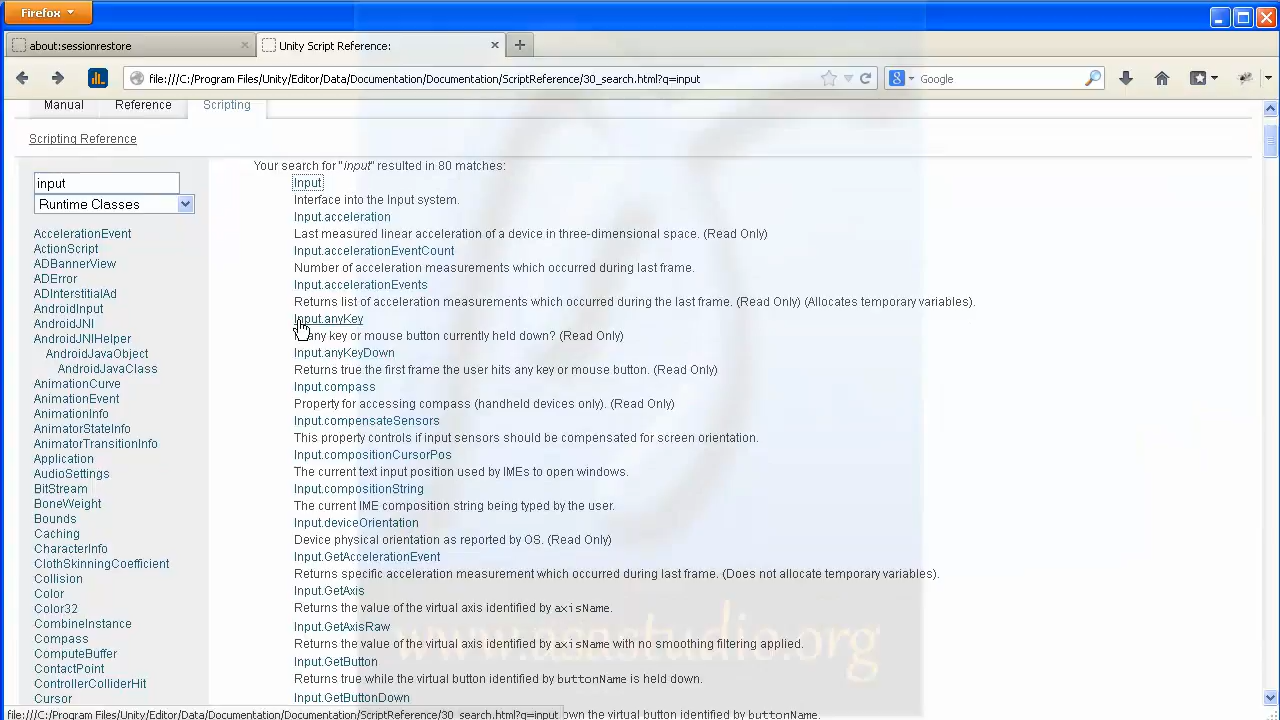 Firefox
about:sessionrestore
Unity Script Reference:
file:///C:/Program Files/Unity/Editor/Data/Documentation/Documentation/ScriptReference/30_search.html?q=input
Google
Manual
Reference
Scripting
Scripting Reference
input
Runtime Classes
AccelerationEvent
ActionScript
ADBannerView
ADError
ADInterstitialAd
AndroidInput
AndroidJNI
AndroidJNIHelper
AndroidJavaObject
AndroidJavaClass
AnimationCurve
AnimationEvent
AnimationInfo
AnimatorStateInfo
AnimatorTransitionInfo
Application
AudioSettings
BitStream
BoneWeight
Bounds
Caching
CharacterInfo
ClothSkinningCoefficient
Collision
Color
Color32
CombineInstance
Compass
ComputeBuffer
ContactPoint
ControllerColliderHit
Cursor
Your search for "input" resulted in 80 matches:
Input
Interface into the Input system.
Input.acceleration
Last measured linear acceleration of a device in three-dimensional space. (Read Only)
Input.accelerationEventCount
Number of acceleration measurements which occurred during last frame.
Input.accelerationEvents
Returns list of acceleration measurements which occurred during the last frame. (Read Only) (Allocates temporary variables).
Input.anyKey
any key or mouse button currently held down? (Read Only)
Input.anyKeyDown
Returns true the first frame the user hits any key or mouse button. (Read Only)
Input.compass
Property for accessing compass (handheld devices only). (Read Only)
Input.compensateSensors
This property controls if input sensors should be compensated for screen orientation.
Input.compositionCursorPos
The current text input position used by IMEs to open windows.
Input.compositionString
The current IME composition string being typed by the user.
Input.deviceOrientation
Device physical orientation as reported by OS. (Read Only)
Input.GetAccelerationEvent
Returns specific acceleration measurement which occurred during last frame. (Does not allocate temporary variables).
Input.GetAxis
Returns the value of the virtual axis identified by axisName.
Input.GetAxisRaw
Returns the value of the virtual axis identified by axisName with no smoothing filtering applied.
Input.GetButton
Returns true while the virtual button identified by buttonName is held down.
Input.GetButtonDown
file:///C:/Program Files/Unity/Editor/Data/Documentation/Documentation/ScriptReference/30_search.html?q=input
the virtual button identified by buttonName.